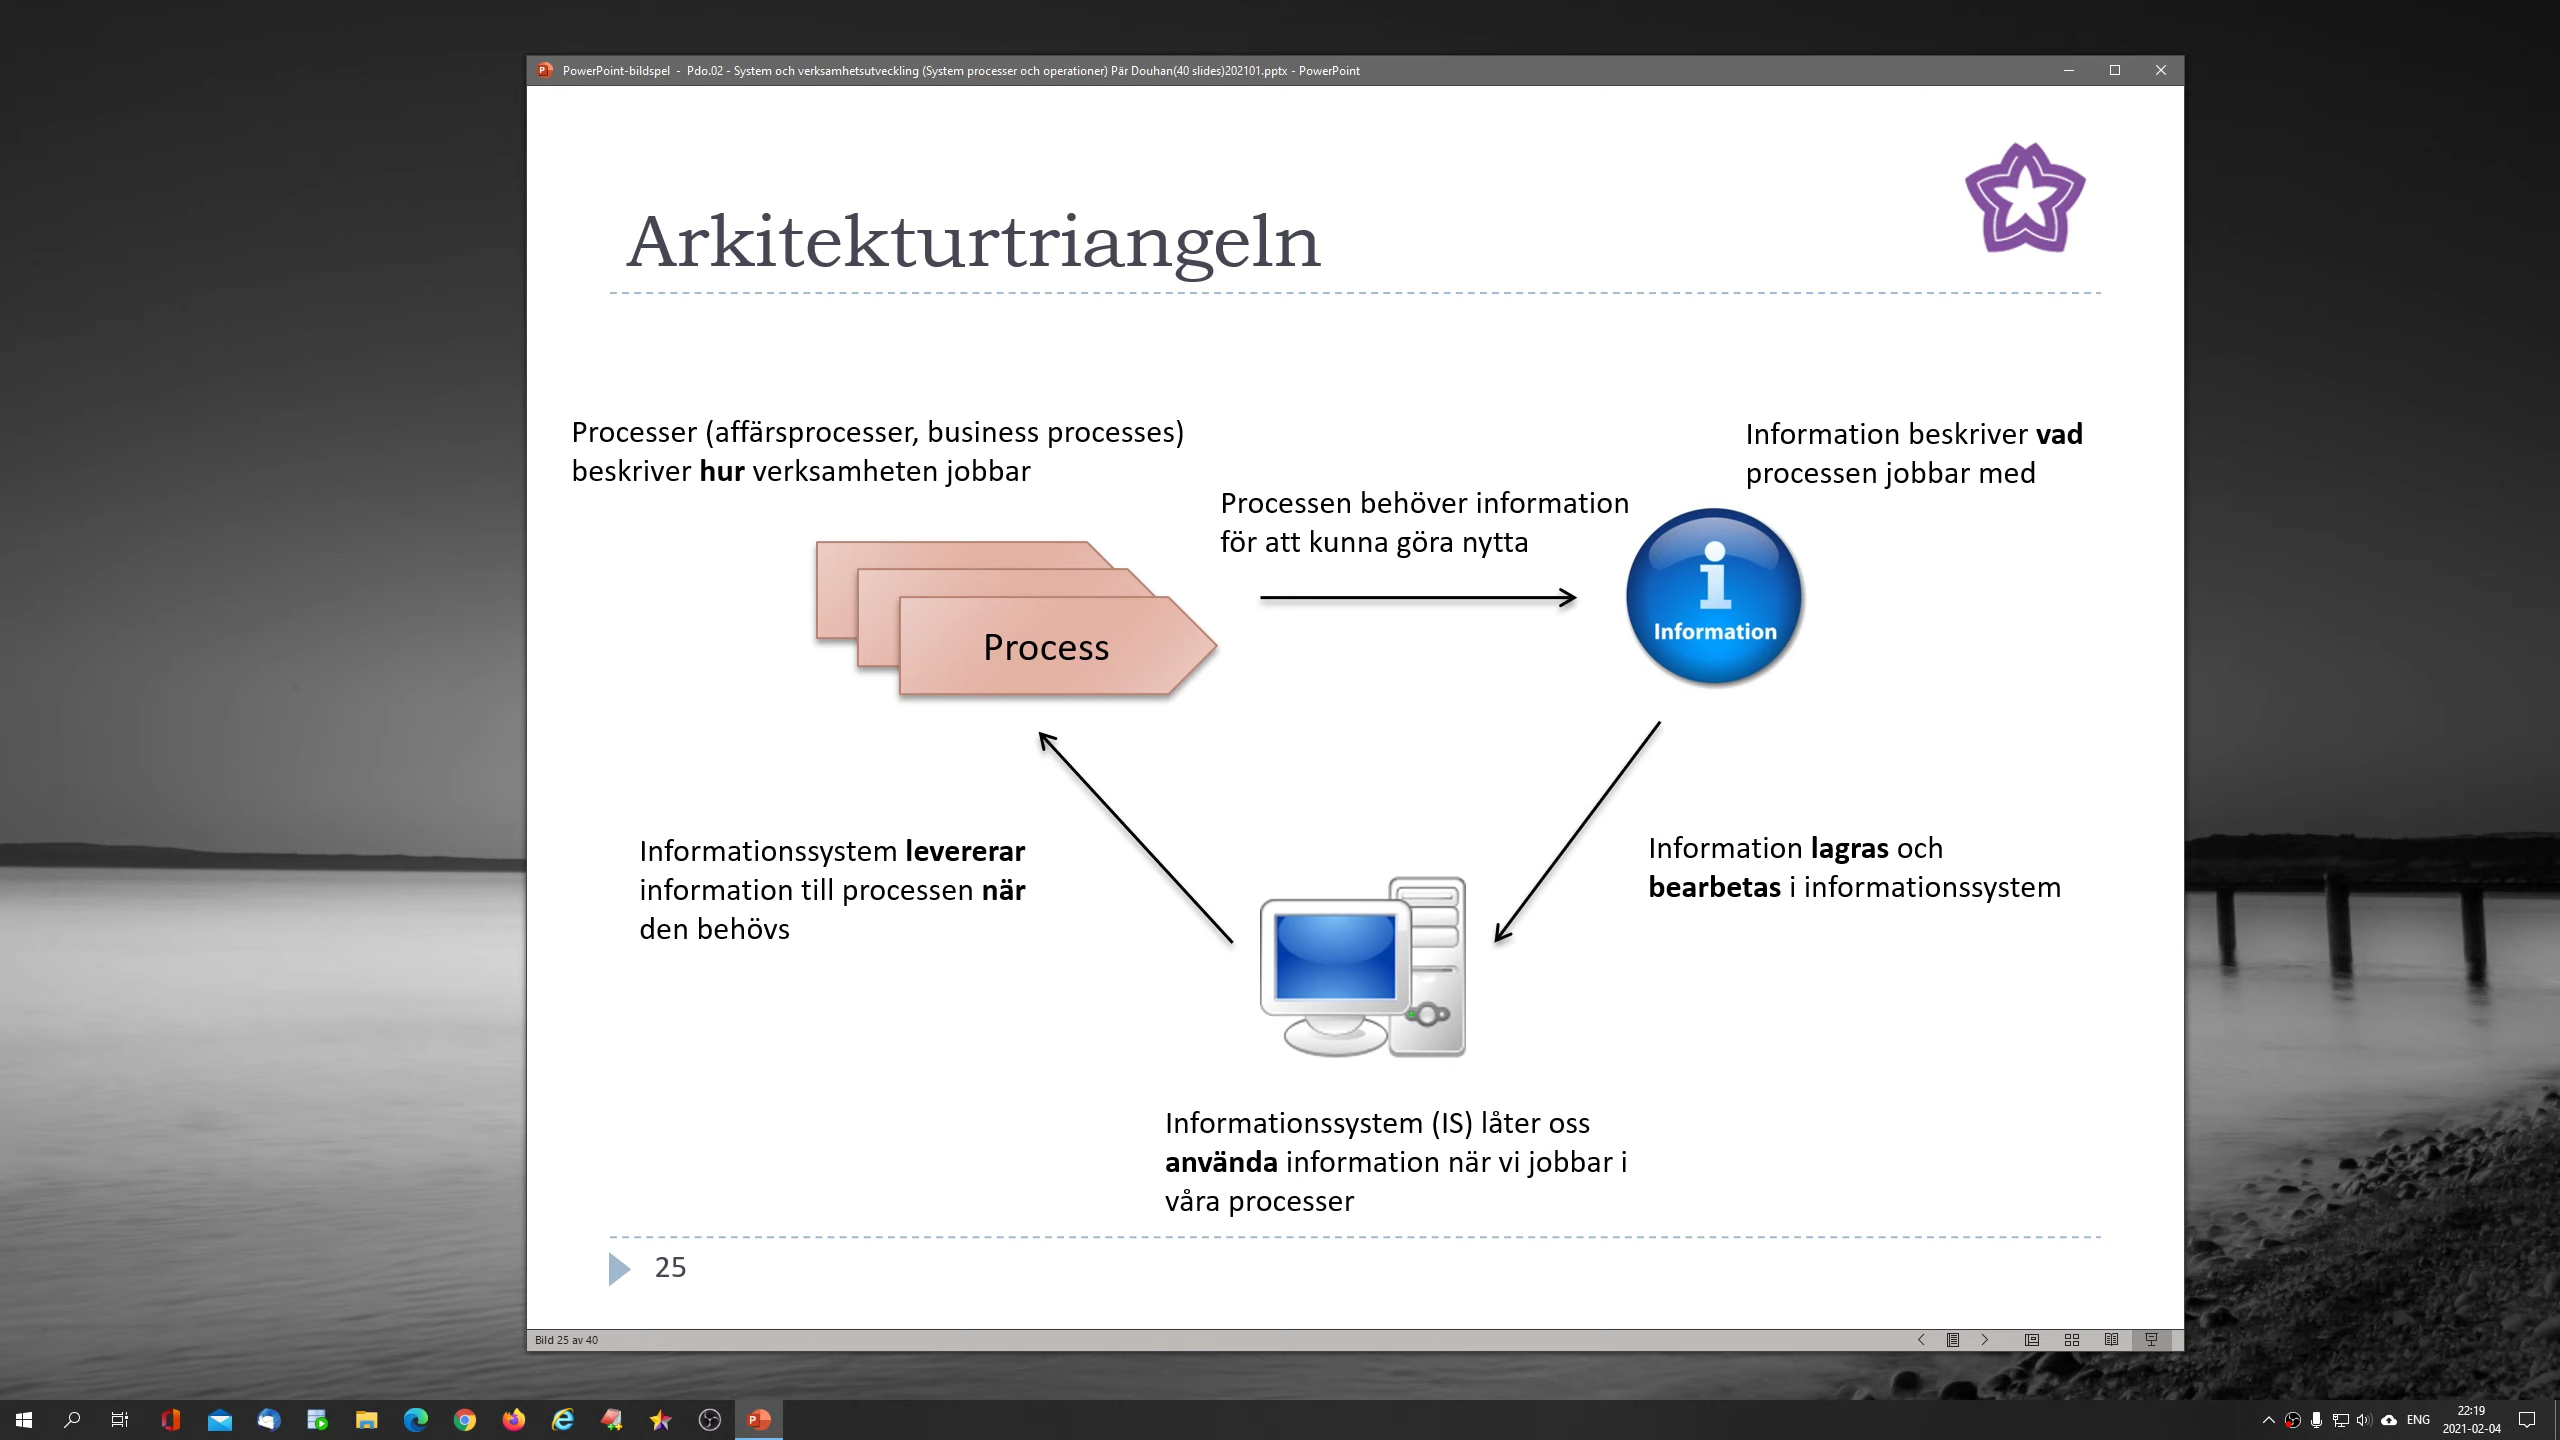 PowerPoint-bildspel - Pdo.02 - System och verksamhetsutveckling (System processer och operationer) Pär Douhan(40 slides)202101.pptx - PowerPoint
Arkitekturtriangeln
Processer (affärsprocesser, business processes)
beskriver hur verksamheten jobbar
Information beskriver vad
processen jobbar med
Processen behöver information
för att kunna göra nytta
Process
Information
Informationssystem levererar
information till processen när
den behövs
Information lagras och
bearbetas i informationssystem
Informationssystem (IS) låter oss
använda information när vi jobbar i
våra processer
25
Bild 25 av 40
ENG
22:19
2021-02-04